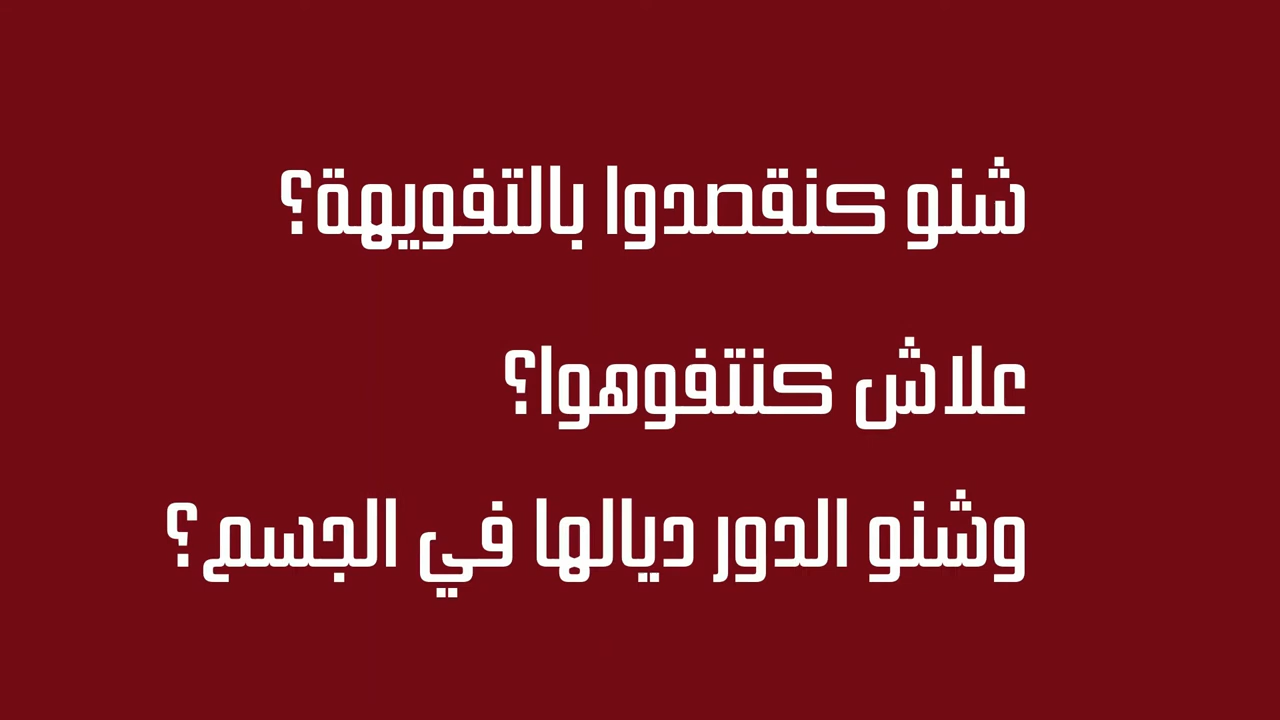 شنو كنقصدوا بالتفويهة؟
علاش كنتفوهوا؟
وشنو الدور ديالها في الجسم؟